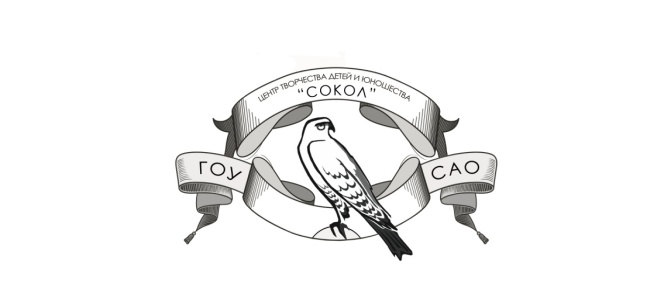 ЦЕНТР ТВОРЧЕСТВА ДЕТЕЙ И ЮНОШЕСТВА
“СОКОЛ”
ГОУ
САО